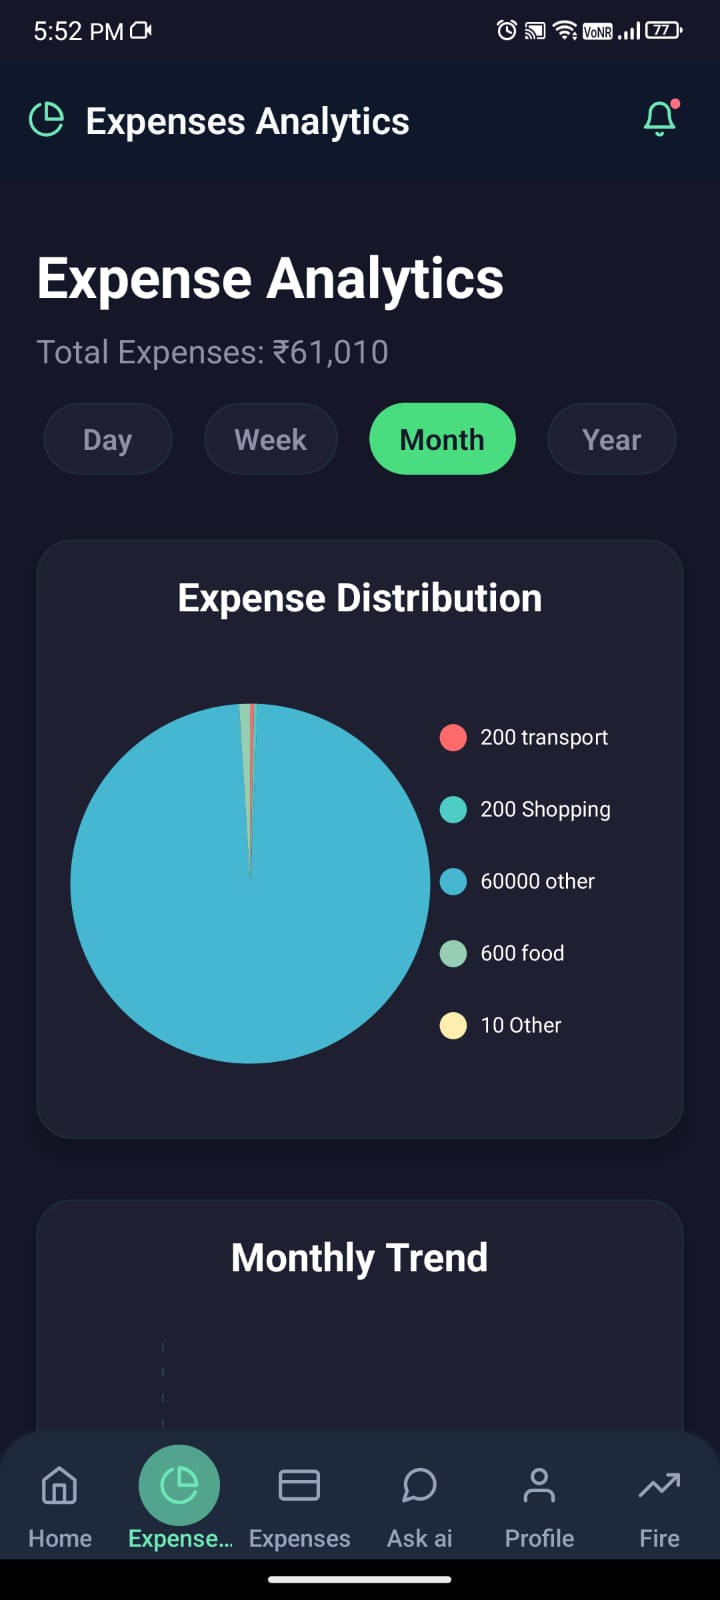 5:52 PM
VoNR
77
Expenses Analytics
Expense Analytics
Total Expenses: ₹61,010
Day Week Month Year
Expense Distribution
200 transport
200 Shopping
60000 other
600 food
10 Other
Monthly Trend
Home Expense... Expenses Ask ai Profile Fire